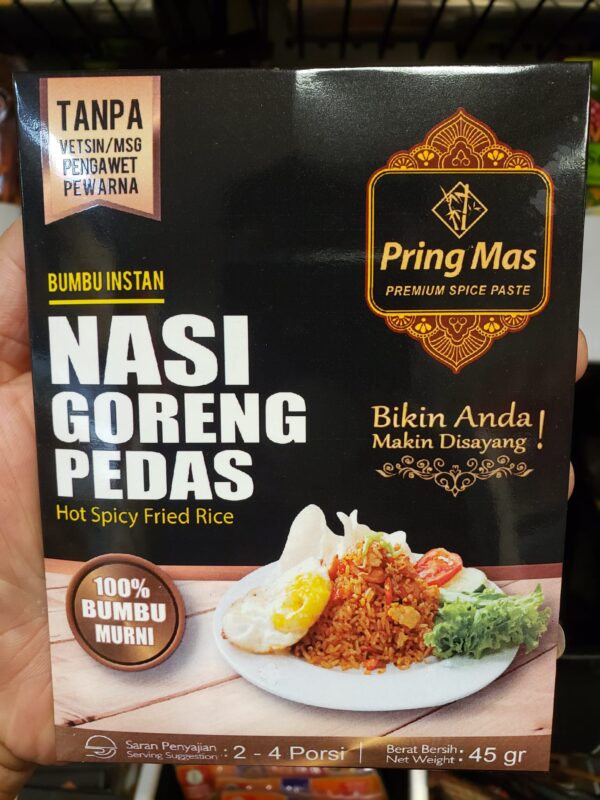 TANPA
VETSIN/MSG
PENGAWET
PEWARNA
Pring Mas
PREMIUM SPICE PASTE
BUMBU INSTAN
NASI
GORENG
PEDAS
Hot Spicy Fried Rice
Bikin Anda
Makin Disayang !
100%
BUMBU
MURNI
Saran Penyajian
Serving Suggestion : 2 - 4 Porsi
Berat Bersih
Net Weight : 45 gr